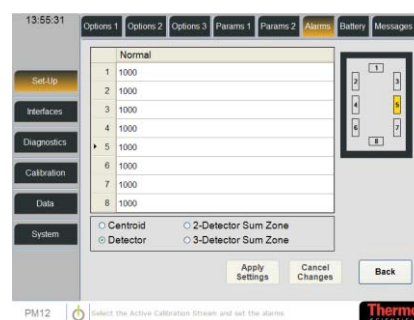 13:55:31
Options 1 Options 2 Options 3 Params 1 Params 2 Alarms Battery Messages
Normal
1 1000
2 1000
3 1000
4 1000
5 1000
6 1000
7 1000
8 1000
Set-Up
Interfaces
Diagnostics
Calibration
Data
System
1
2 3
4 5
6 7
8
Centroid 2-Detector Sum Zone
Detector 3-Detector Sum Zone
Apply Settings
Cancel Changes
Back
PM12 Select the Active Calibration Stream and set the alarms
Thermo
SCIENTIFIC